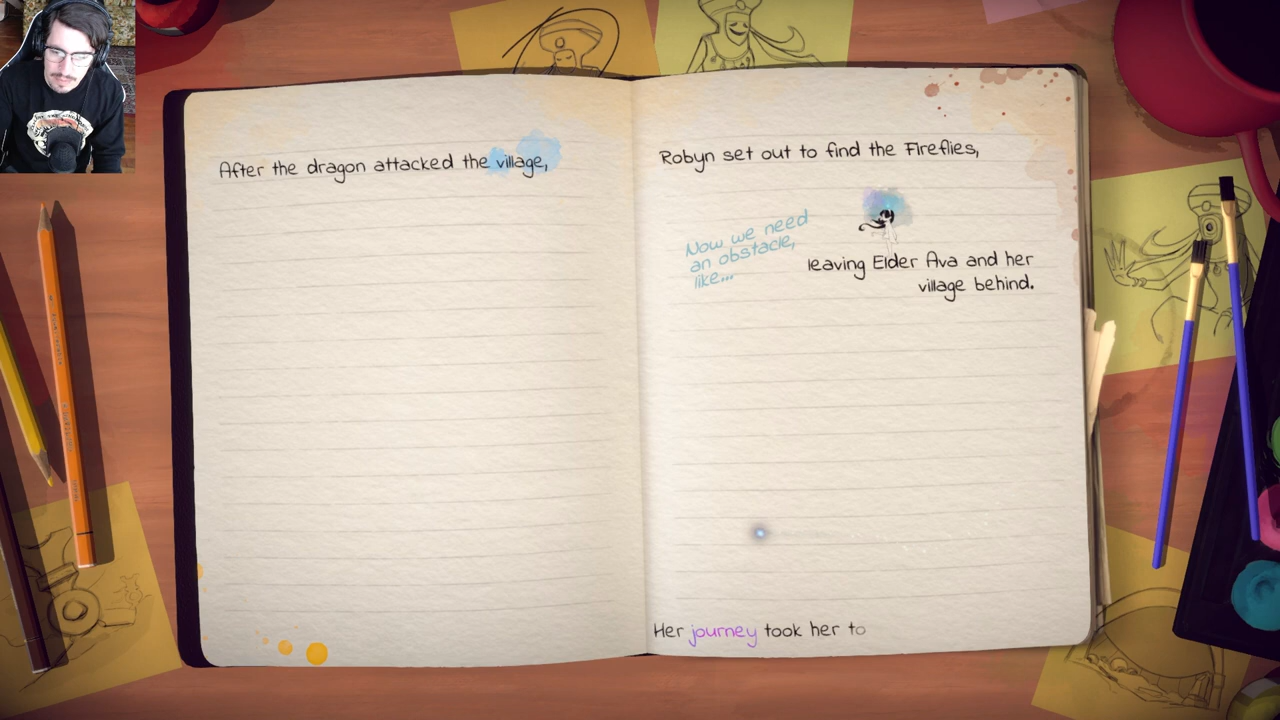 After the dragon attacked the village,
Robyn set out to find the Fireflies,
Now we need
an obstacle,
like...
leaving Elder Ava and her
village behind.
Her journey took her to